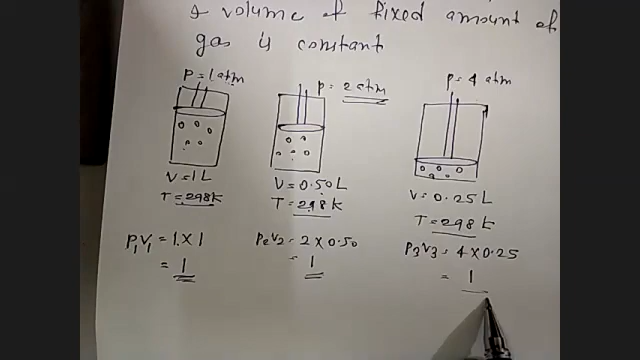 & volume of fixed amount of
gas is constant
P = 1 atm
P = 2 atm
P = 4 atm
V = 1 L
T = 298 K
V = 0.50 L
T = 298 K
V = 0.25 L
T = 298 K
P₁V₁ = 1 X 1
= 1
P₂V₂ = 2 X 0.50
= 1
P₃V₃ = 4 X 0.25
= 1